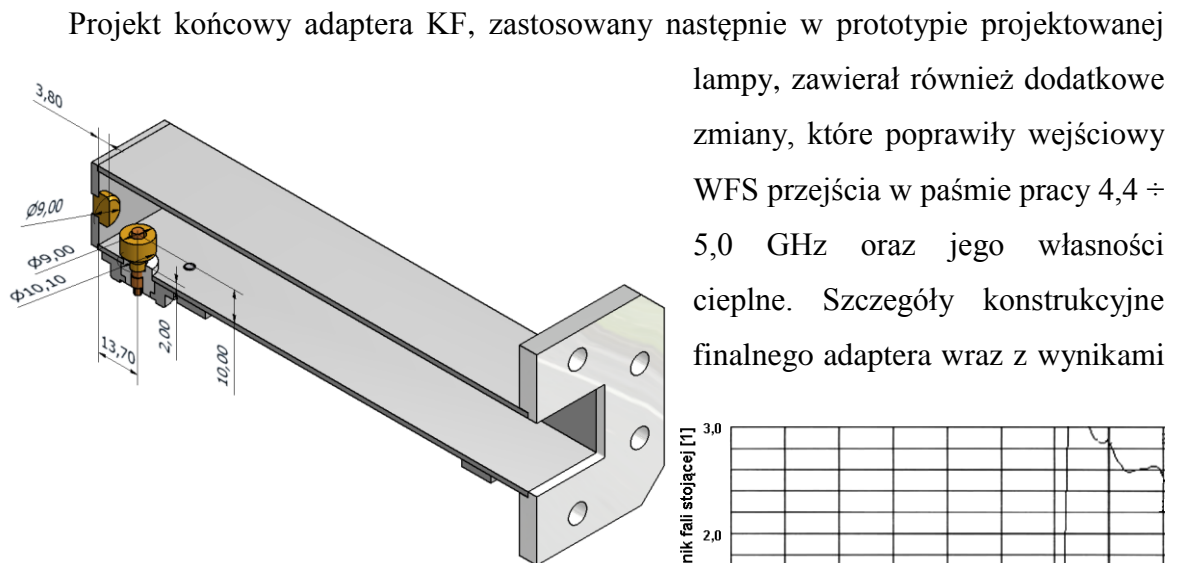 Projekt końcowy adaptera KF, zastosowany następnie w prototypie projektowanej
lampy, zawierał również dodatkowe
zmiany, które poprawiły wejściowy
WFS przejścia w paśmie pracy 4,4 ÷
5,0 GHz oraz jego własności
cieplne. Szczegóły konstrukcyjne
finalnego adaptera wraz z wynikami
3,80
Ø9,00
Ø9,00
Ø10,10
13,70
2,00
10,00
nik fali stojącej [1]
3,0
2,0